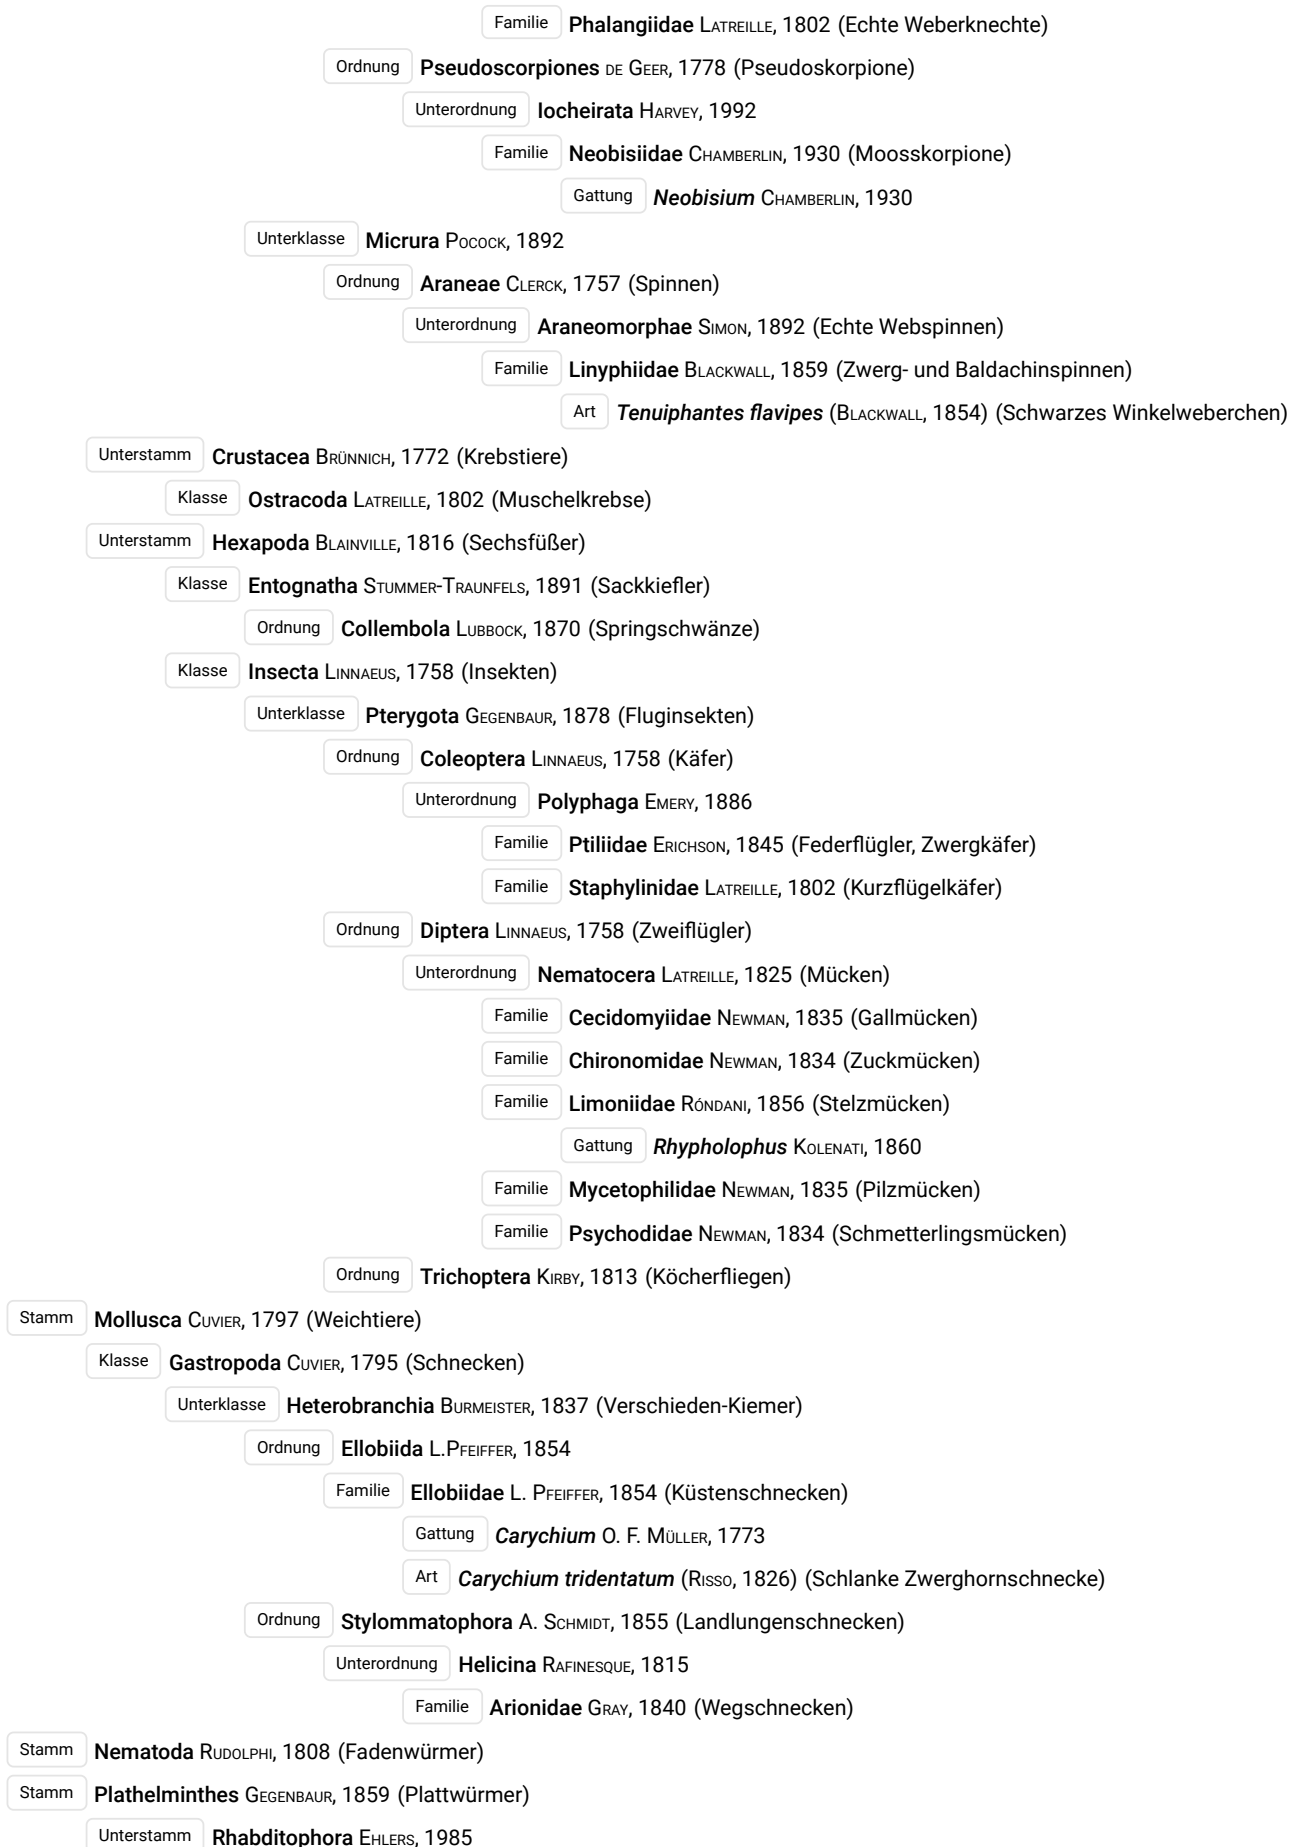 Familie Phalangiidae Latreille, 1802 (Echte Weberknechte)
Ordnung Pseudoscorpiones de Geer, 1778 (Pseudoskorpione)
Unterordnung Iocheirata Harvey, 1992
Familie Neobisiidae Chamberlin, 1930 (Moosskorpione)
Gattung Neobisium Chamberlin, 1930
Unterklasse Micrura Pocock, 1892
Ordnung Araneae Clerck, 1757 (Spinnen)
Unterordnung Araneomorphae Simon, 1892 (Echte Webspinnen)
Familie Linyphiidae Blackwall, 1859 (Zwerg- und Baldachinspinnen)
Art Tenuiphantes flavipes (Blackwall, 1854) (Schwarzes Winkelweberchen)
Unterstamm Crustacea Brünnich, 1772 (Krebstiere)
Klasse Ostracoda Latreille, 1802 (Muschelkrebse)
Unterstamm Hexapoda Blainville, 1816 (Sechsfüßer)
Klasse Entognatha Stummer-Traunfels, 1891 (Sackkiefler)
Ordnung Collembola Lubbock, 1870 (Springschwänze)
Klasse Insecta Linnaeus, 1758 (Insekten)
Unterklasse Pterygota Gegenbaur, 1878 (Fluginsekten)
Ordnung Coleoptera Linnaeus, 1758 (Käfer)
Unterordnung Polyphaga Emery, 1886
Familie Ptiliidae Erichson, 1845 (Federflügler, Zwergkäfer)
Familie Staphylinidae Latreille, 1802 (Kurzflügelkäfer)
Ordnung Diptera Linnaeus, 1758 (Zweiflügler)
Unterordnung Nematocera Latreille, 1825 (Mücken)
Familie Cecidomyiidae Newman, 1835 (Gallmücken)
Familie Chironomidae Newman, 1834 (Zuckmücken)
Familie Limoniidae Róndani, 1856 (Stelzmücken)
Gattung Rhypholophus Kolenati, 1860
Familie Mycetophilidae Newman, 1835 (Pilzmücken)
Familie Psychodidae Newman, 1834 (Schmetterlingsmücken)
Ordnung Trichoptera Kirby, 1813 (Köcherfliegen)
Stamm Mollusca Cuvier, 1797 (Weichtiere)
Klasse Gastropoda Cuvier, 1795 (Schnecken)
Unterklasse Heterobranchia Burmeister, 1837 (Verschieden-Kiemer)
Ordnung Ellobiida L.Pfeiffer, 1854
Familie Ellobiidae L. Pfeiffer, 1854 (Küstenschnecken)
Gattung Carychium O. F. Müller, 1773
Art Carychium tridentatum (Risso, 1826) (Schlanke Zwerghornschnecke)
Ordnung Stylommatophora A. Schmidt, 1855 (Landlungenschnecken)
Unterordnung Helicina Rafinesque, 1815
Familie Arionidae Gray, 1840 (Wegschnecken)
Stamm Nematoda Rudolphi, 1808 (Fadenwürmer)
Stamm Plathelminthes Gegenbaur, 1859 (Plattwürmer)
Unterstamm Rhabditophora Ehlers, 1985